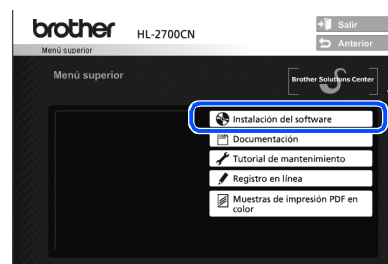 brother
HL-2700CN
Salir
Anterior
Menú superior
Menú superior
Brother Solutions Center
Instalación del software
Documentación
Tutorial de mantenimiento
Registro en línea
Muestras de impresión PDF en
color